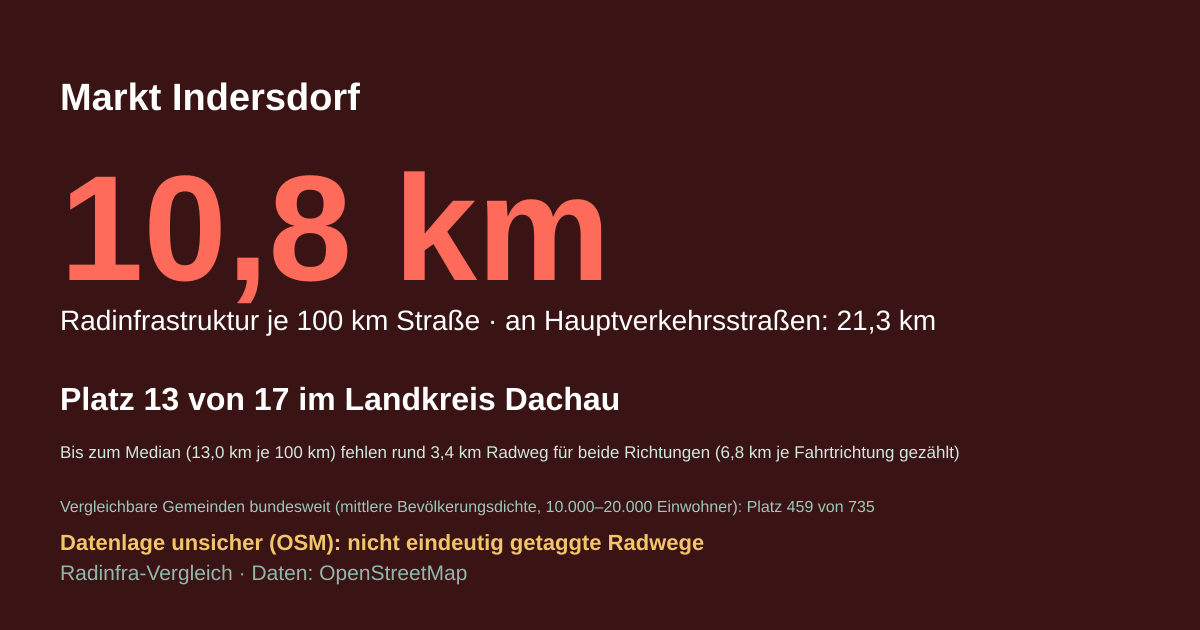 Markt Indersdorf
10,8 km
Radinfrastruktur je 100 km Straße · an Hauptverkehrsstraßen: 21,3 km
Platz 13 von 17 im Landkreis Dachau
Bis zum Median (13,0 km je 100 km) fehlen rund 3,4 km Radweg für beide Richtungen (6,8 km je Fahrtrichtung gezählt)
Vergleichbare Gemeinden bundesweit (mittlere Bevölkerungsdichte, 10.000–20.000 Einwohner): Platz 459 von 735
Datenlage unsicher (OSM): nicht eindeutig getaggte Radwege
Radinfra-Vergleich · Daten: OpenStreetMap